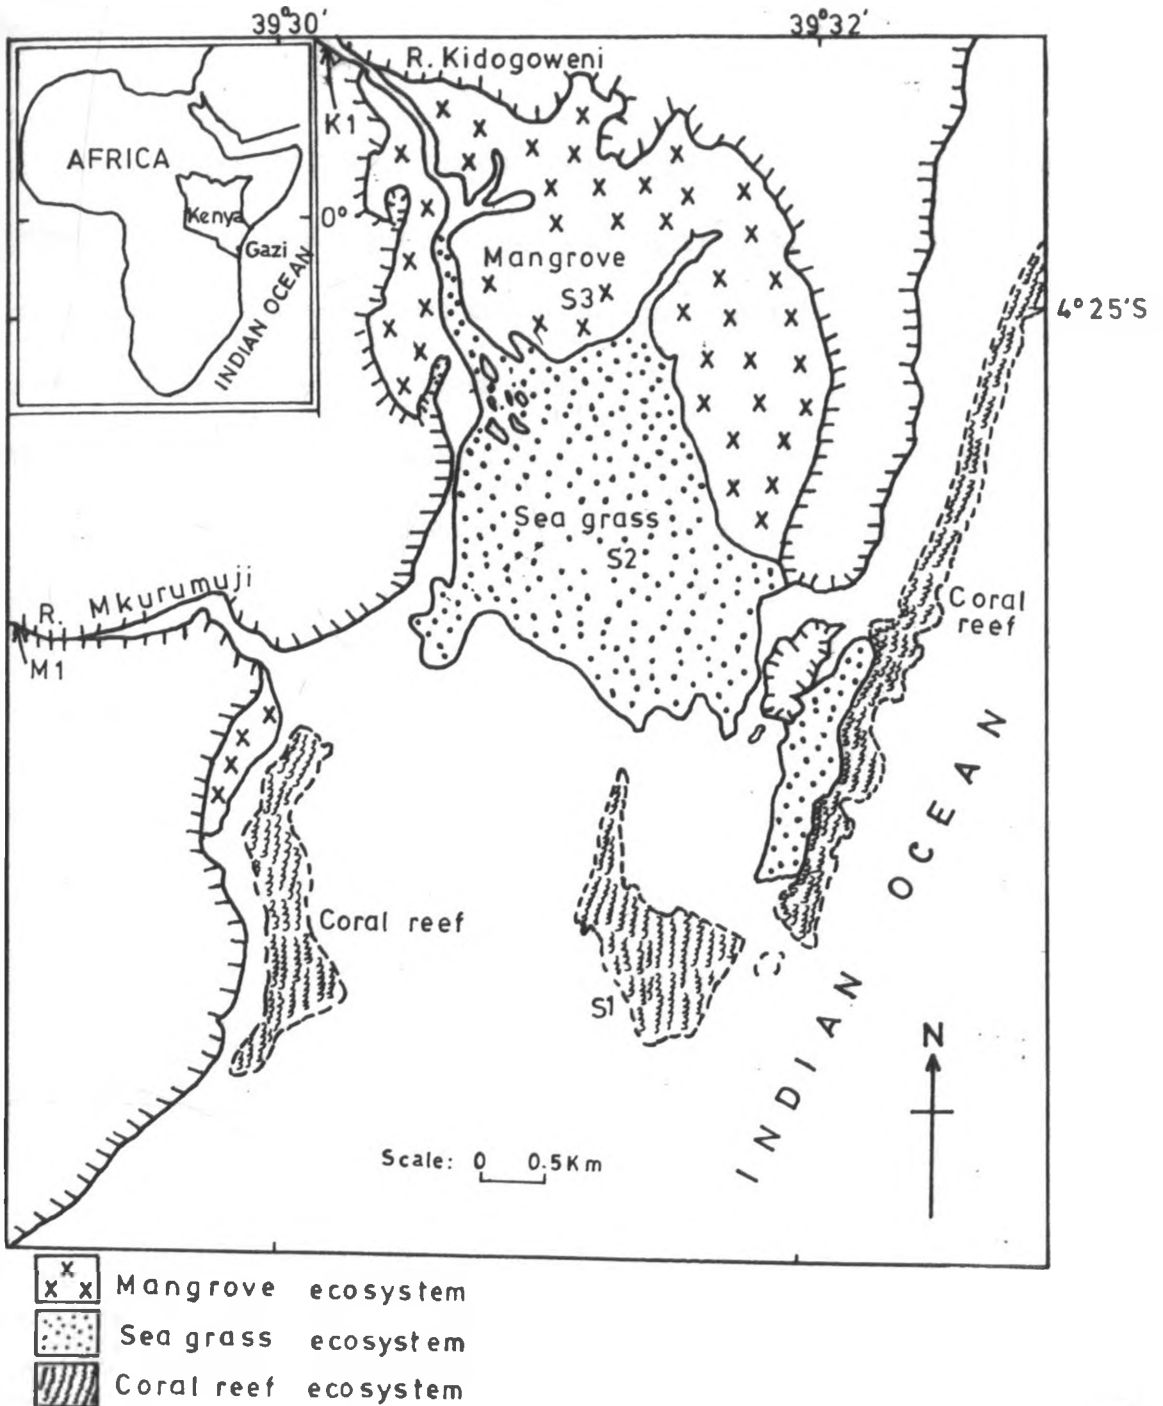 39°30'
39°32'
R. Kidogoweni
K1
AFRICA
Kenya
0°
Gazi
INDIAN OCEAN
Mangrove
S3
4°25'S
Sea grass
S2
R. Mkurumuji
M1
Coral
reef
Coral reef
S1
INDIAN OCEAN
N
Scale: 0 0.5Km
Mangrove ecosystem
Sea grass ecosystem
Coral reef ecosystem